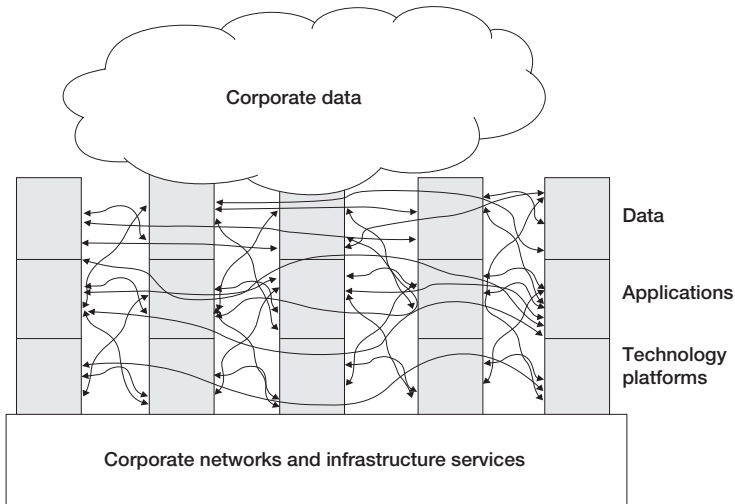 Corporate data
Data
Applications
Technology
platforms
Corporate networks and infrastructure services